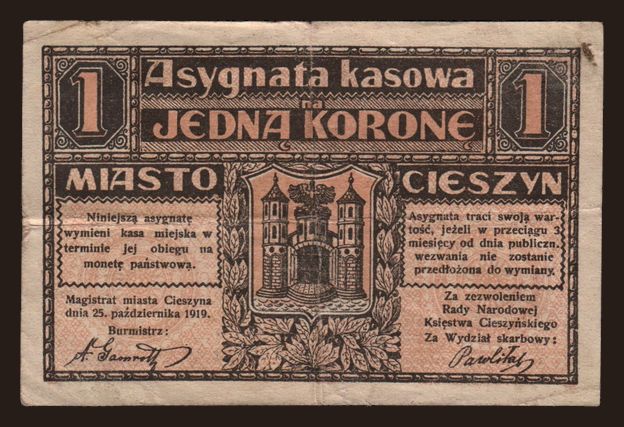 1 Asygnata kasowa 1
na
JEDNĄ KORONĘ
MIASTO CIESZYN
Niniejszą asygnatę
wymieni kasa miejska w
terminie jej obiegu na
monetę państwową.
Magistrat miasta Cieszyna
dnia 25. października 1919.
Burmistrz:
Asygnata traci swoją war-
tość, jeżeli w przeciągu 3
miesięcy od dnia publiczn.
wezwania nie zostanie
przedłożona do wymiany.
Za zezwoleniem
Rady Narodowej
Księstwa Cieszyńskiego
Za Wydział skarbowy: